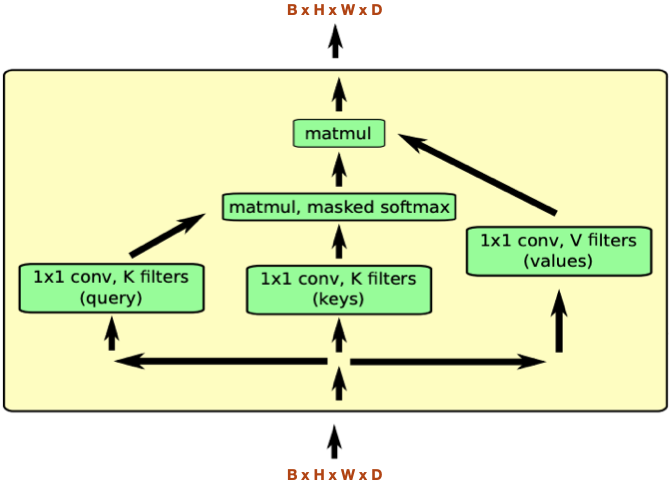 B x H x W x D
matmul
matmul, masked softmax
1x1 conv, K filters
(query)
1x1 conv, K filters
(keys)
1x1 conv, V filters
(values)
B x H x W x D